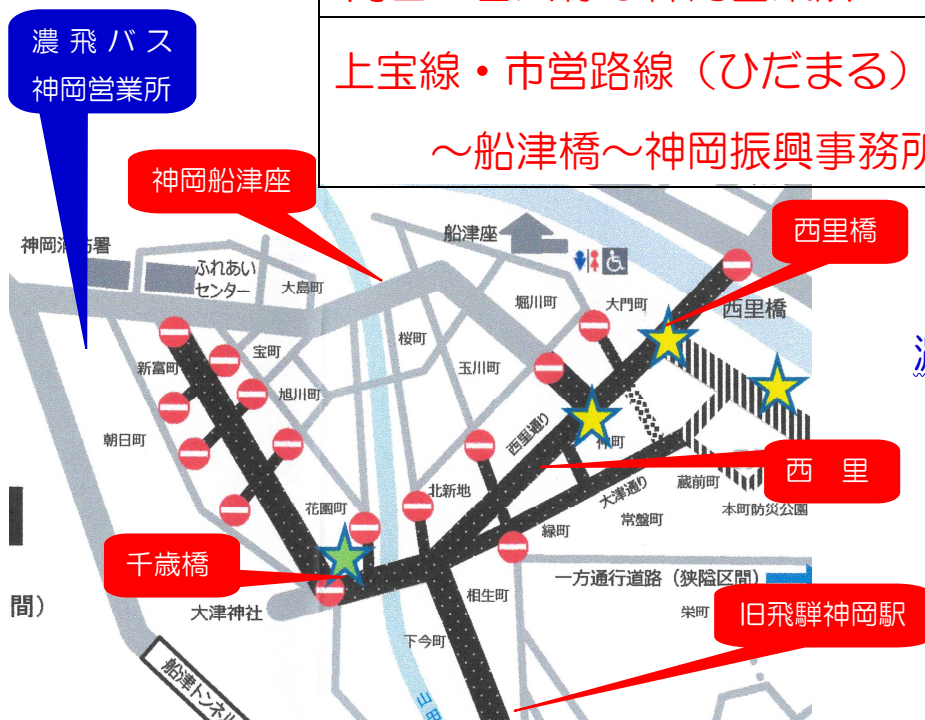 濃飛バス
神岡営業所
上宝線・市営路線（ひだまる）
～船津橋～神岡振興事務所
神岡船津座
西里橋
船津座
ふれあい
センター
大島町
堀川町
大門町
西里橋
桜町
宝町
新富町
玉川町
旭川町
朝日町
西里通り
西　里
北新地
大津通り
蔵前町
花園町
常盤町
本町防災公園
緑町
千歳橋
一方通行道路（狭隘区間）
間）
大津神社
相生町
栄町
旧飛騨神岡駅
下今町
船津トンネル